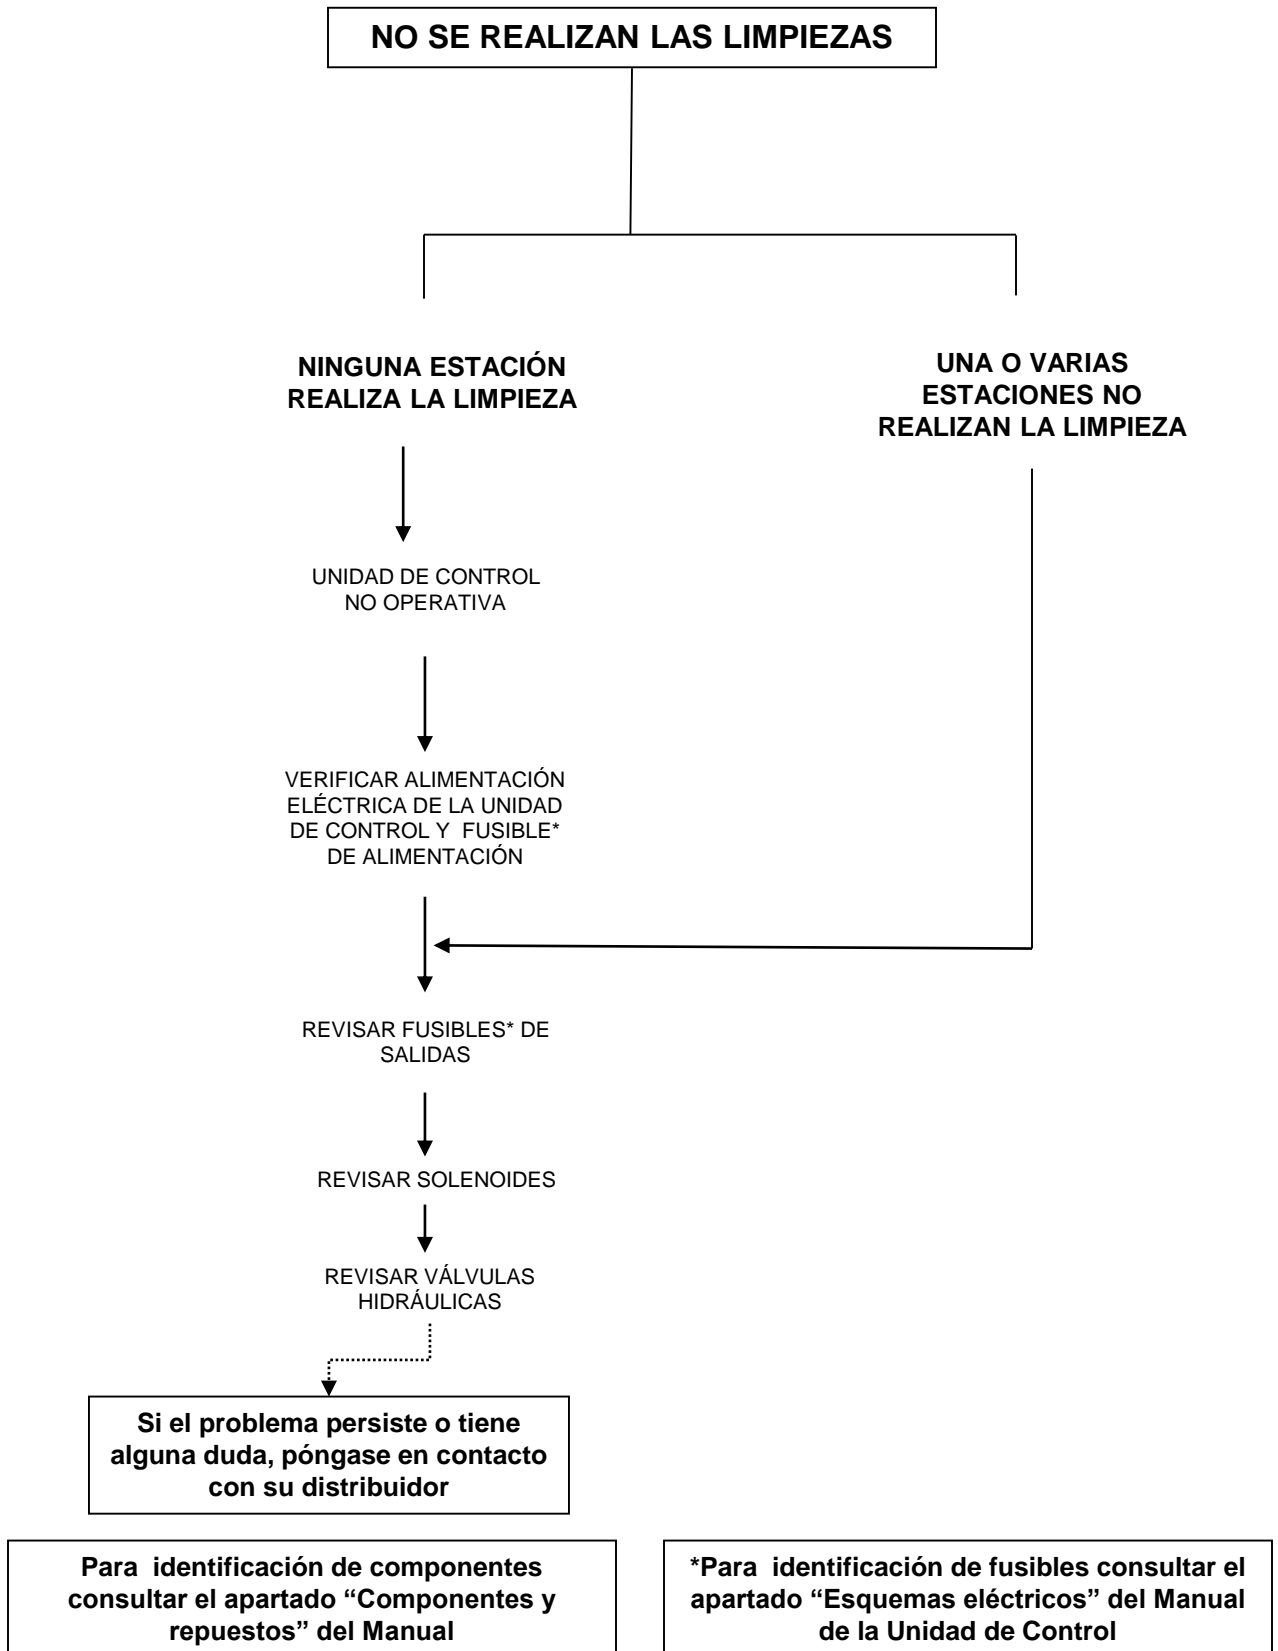 NO SE REALIZAN LAS LIMPIEZAS
NINGUNA ESTACIÓN
REALIZA LA LIMPIEZA
UNA O VARIAS
ESTACIONES NO
REALIZAN LA LIMPIEZA
UNIDAD DE CONTROL
NO OPERATIVA
VERIFICAR ALIMENTACIÓN
ELÉCTRICA DE LA UNIDAD
DE CONTROL Y FUSIBLE*
DE ALIMENTACIÓN
REVISAR FUSIBLES* DE
SALIDAS
REVISAR SOLENOIDES
REVISAR VÁLVULAS
HIDRÁULICAS
Si el problema persiste o tiene
alguna duda, póngase en contacto
con su distribuidor
Para identificación de componentes
consultar el apartado “Componentes y
repuestos” del Manual
*Para identificación de fusibles consultar el
apartado “Esquemas eléctricos” del Manual
de la Unidad de Control